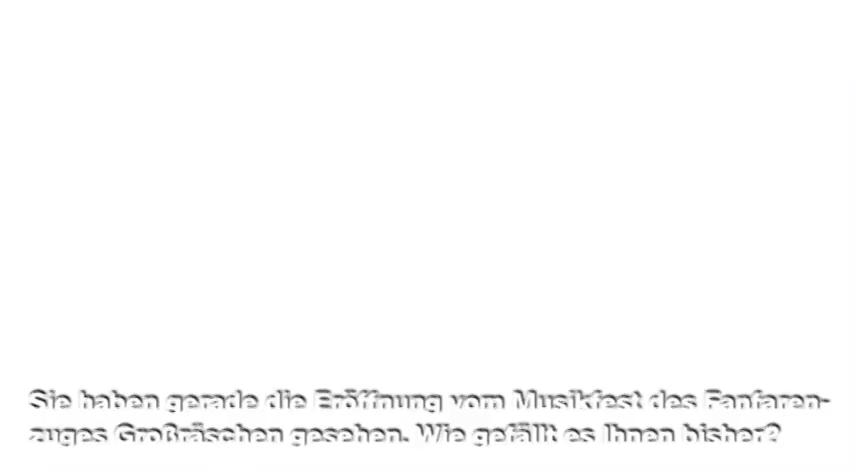 Sie haben gerade die Eröffnung vom Musikfest des Fanfaren-
zuges Großräschen gesehen. Wie gefällt es Ihnen bisher?